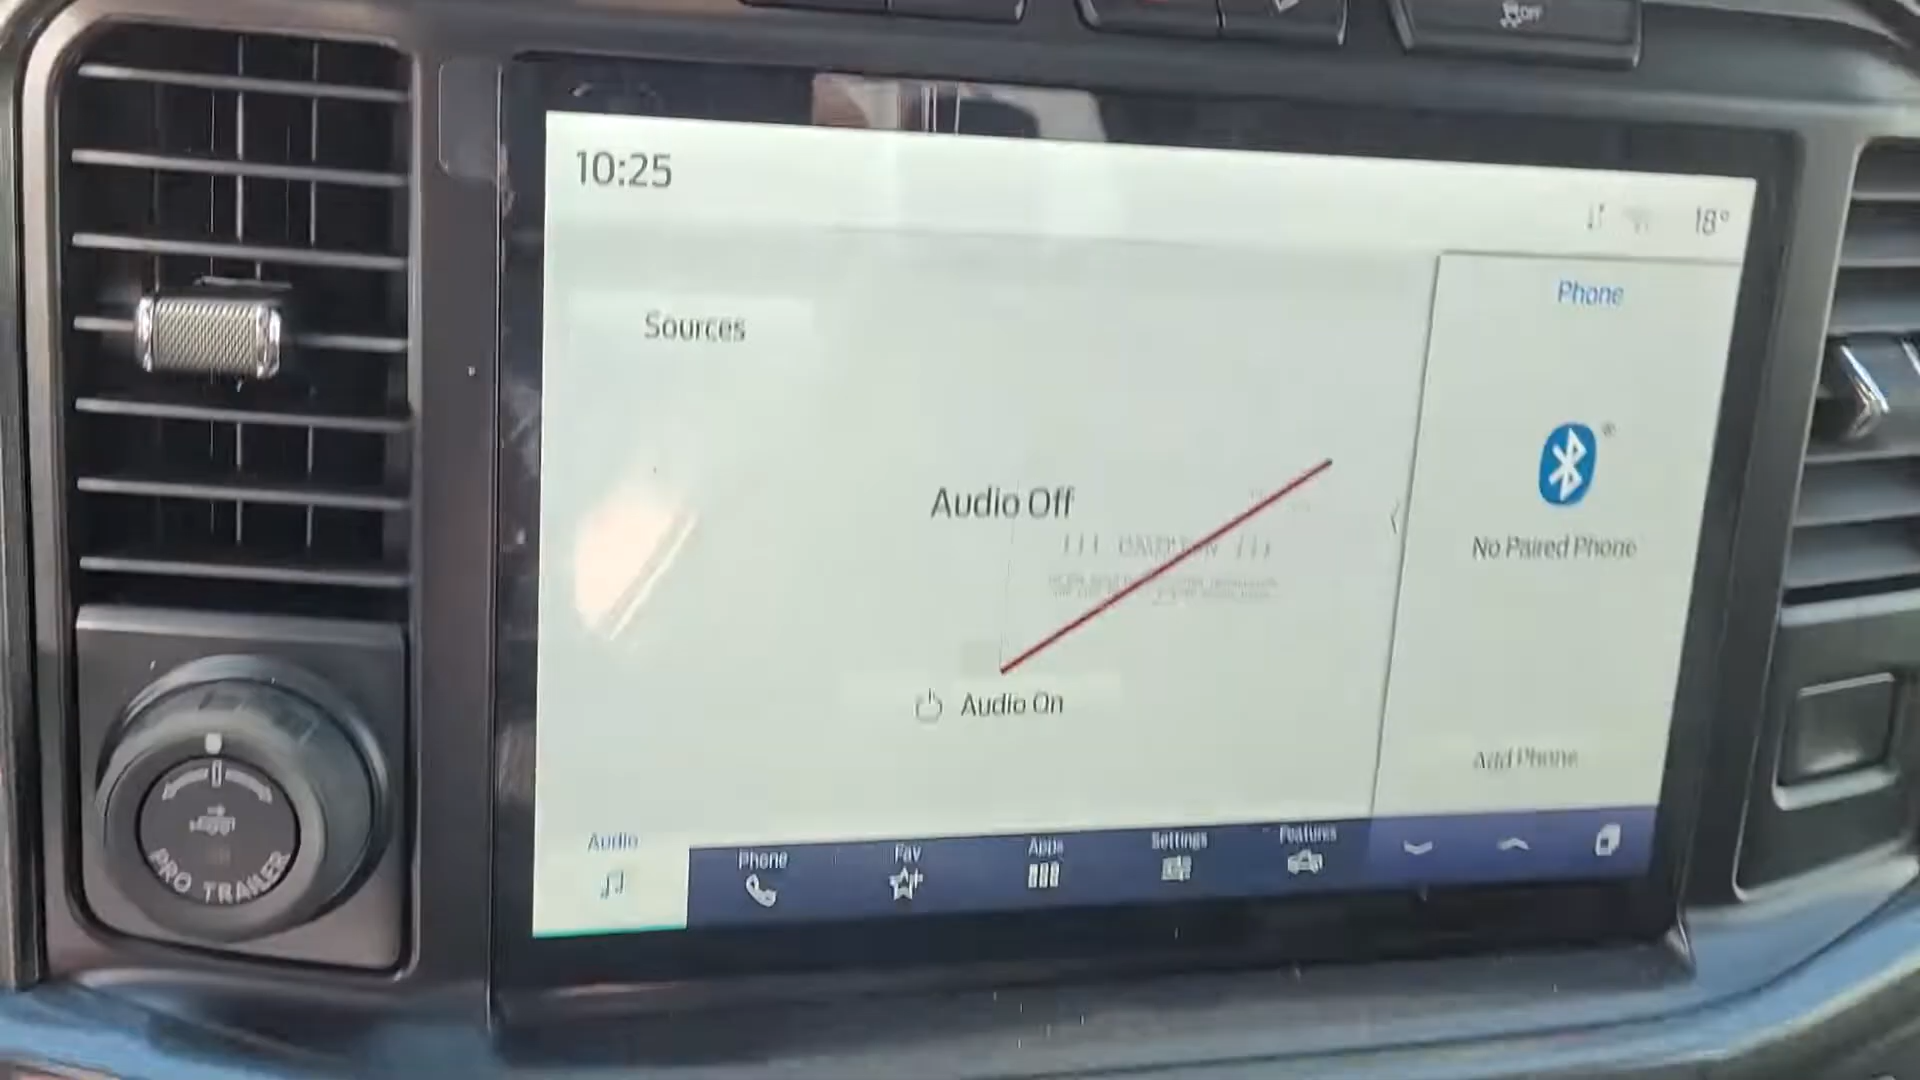 OFF
10:25
18°
Phone
Sources
Audio Off
No Paired Phone
Audio On
Add Phone
Audio
Phone
Fav
Apps
Settings
Features
PRO TRAILER